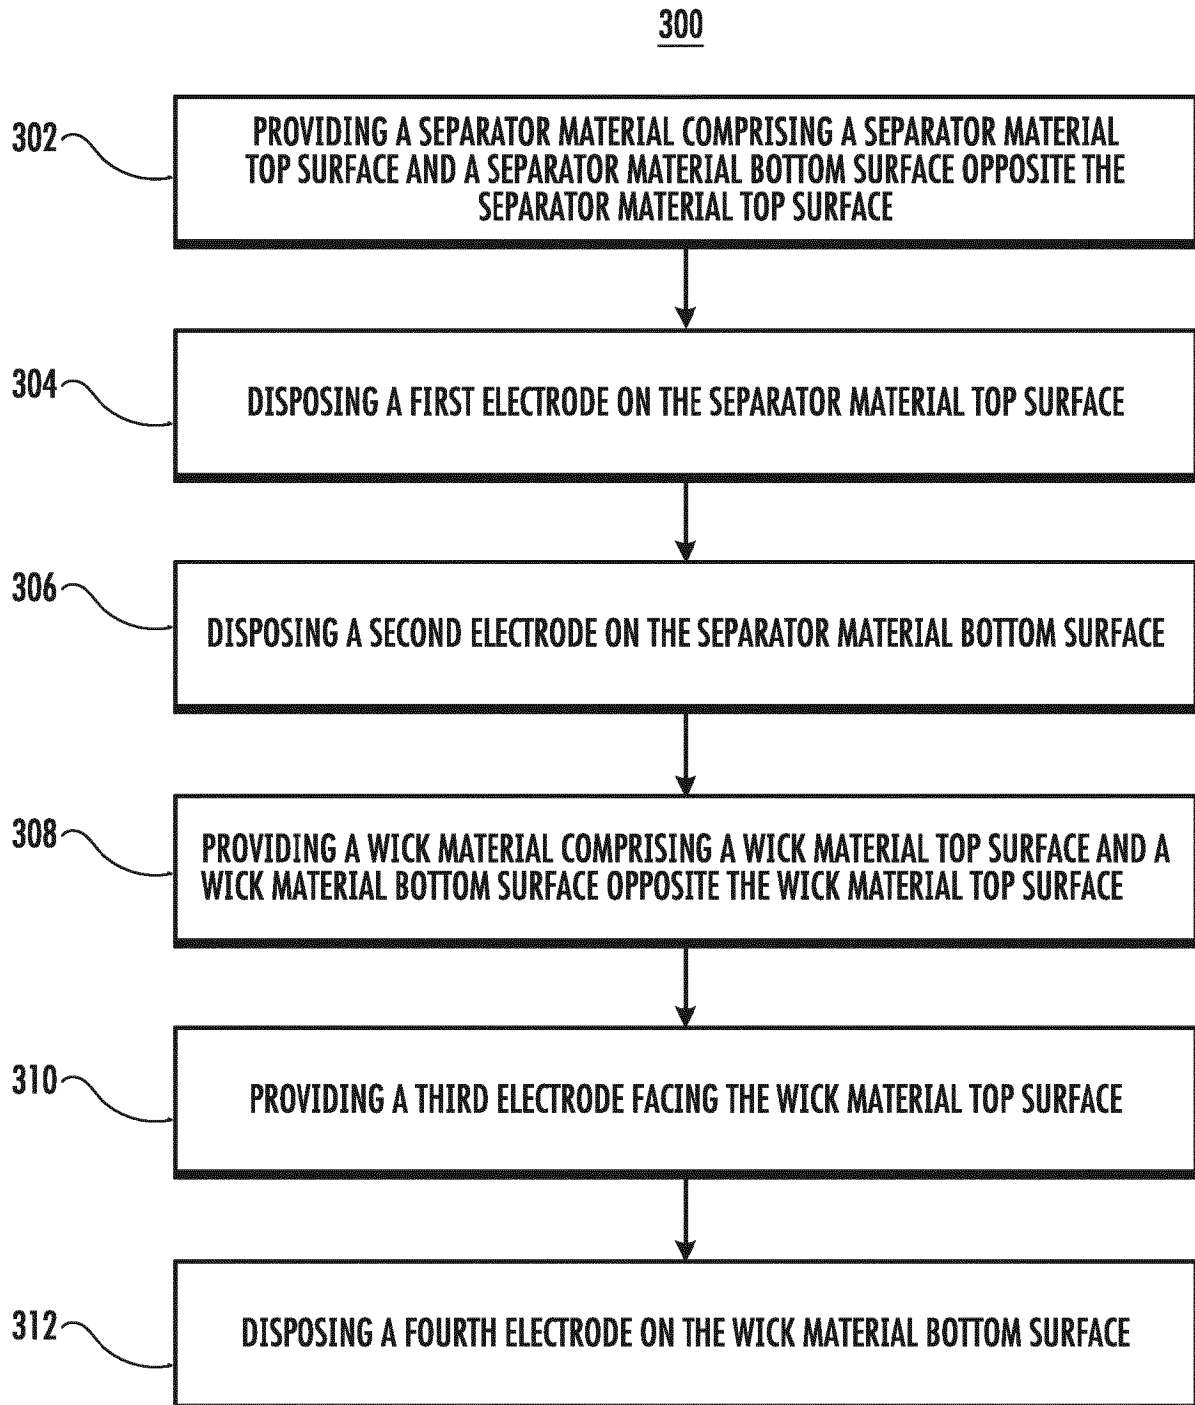 300
302
PROVIDING A SEPARATOR MATERIAL COMPRISING A SEPARATOR MATERIAL
TOP SURFACE AND A SEPARATOR MATERIAL BOTTOM SURFACE OPPOSITE THE
SEPARATOR MATERIAL TOP SURFACE
304
DISPOSING A FIRST ELECTRODE ON THE SEPARATOR MATERIAL TOP SURFACE
306
DISPOSING A SECOND ELECTRODE ON THE SEPARATOR MATERIAL BOTTOM SURFACE
308
PROVIDING A WICK MATERIAL COMPRISING A WICK MATERIAL TOP SURFACE AND A
WICK MATERIAL BOTTOM SURFACE OPPOSITE THE WICK MATERIAL TOP SURFACE
310
PROVIDING A THIRD ELECTRODE FACING THE WICK MATERIAL TOP SURFACE
312
DISPOSING A FOURTH ELECTRODE ON THE WICK MATERIAL BOTTOM SURFACE